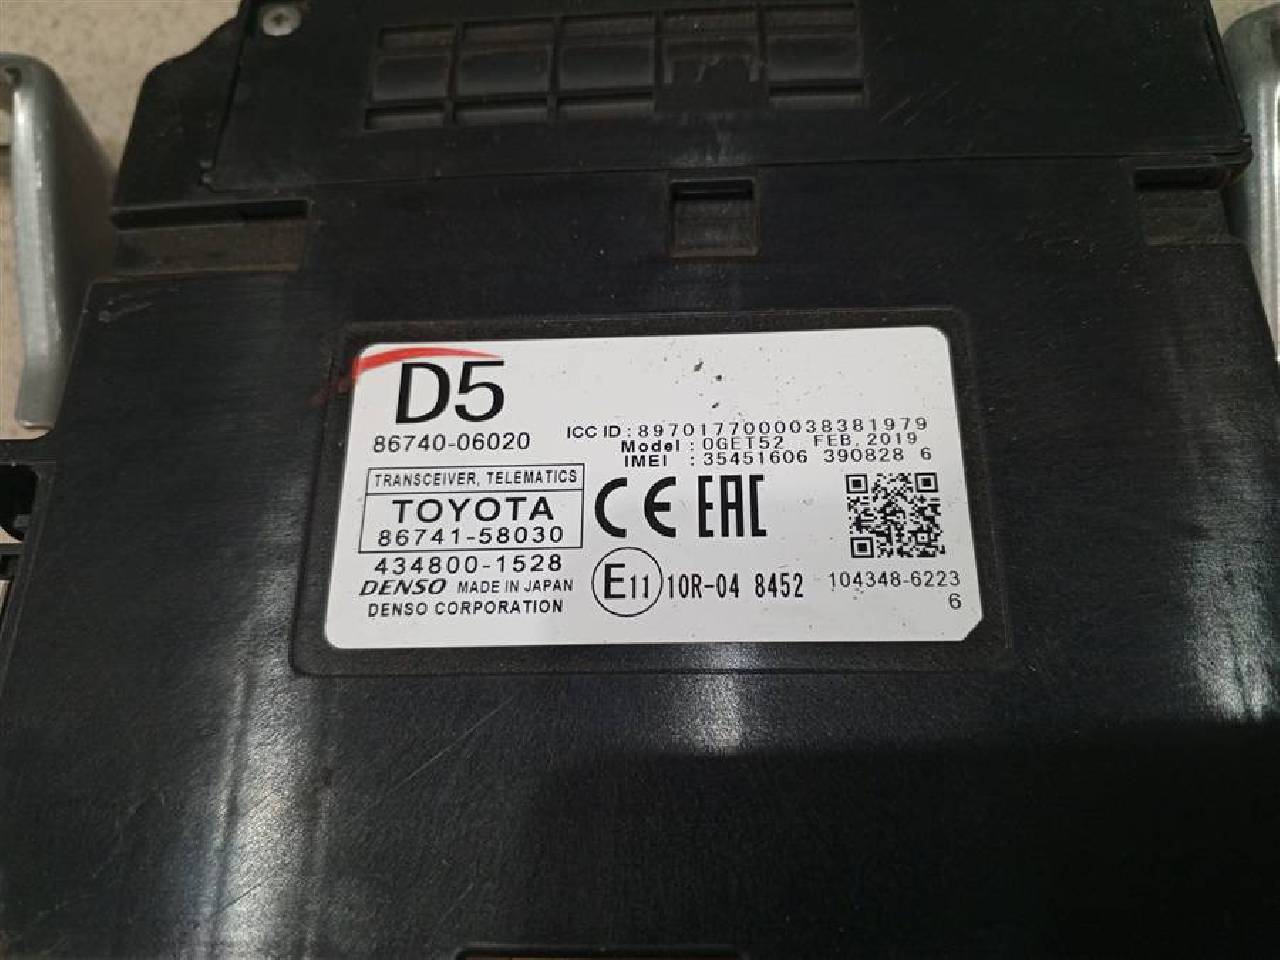 D5
86740-06020
ICC ID : 8970177000038381979
Model : 0GET52 FEB. 2019
IMEI : 35451606 390828 6
TRANSCEIVER, TELEMATICS
TOYOTA
86741-58030
434800-1528
DENSO MADE IN JAPAN
DENSO CORPORATION
CE EAC
E11 10R-04 8452
104348-6223
6